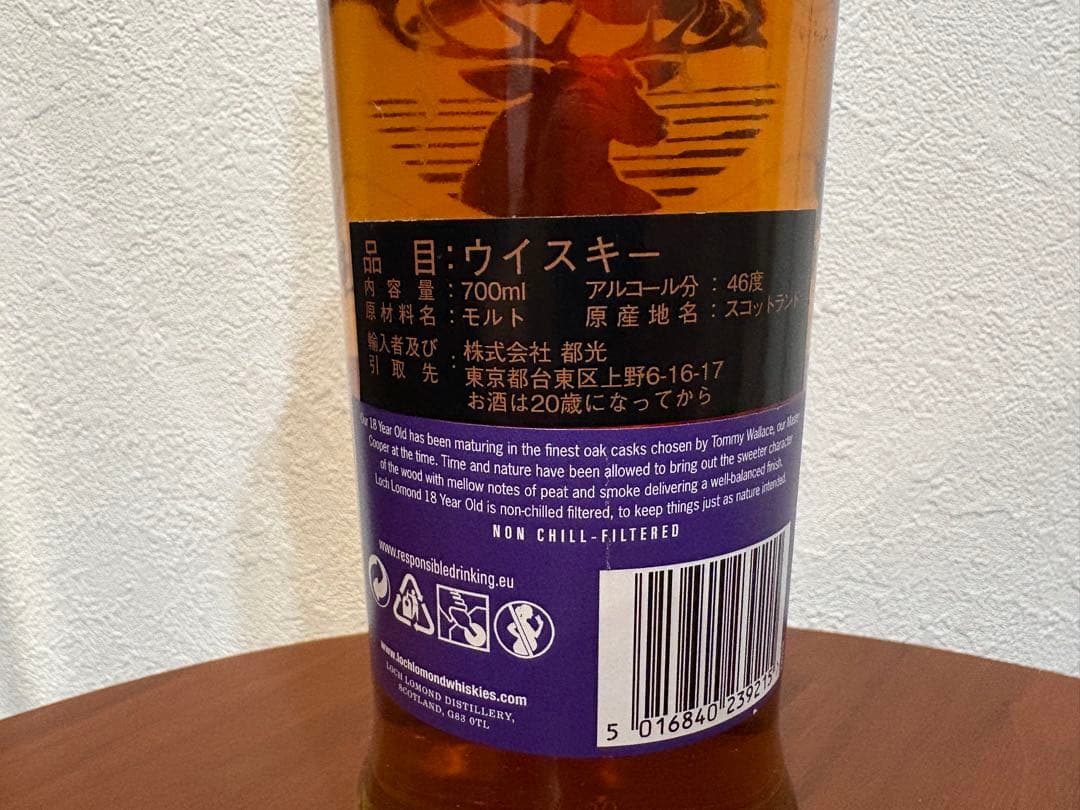 品目:ウイスキー
内容量:700ml アルコール分:46度
原材料名:モルト 原産地名:スコットランド
輸入者及び引取先:株式会社 都光
東京都台東区上野6-16-17
お酒は20歳になってから
Our 18 Year Old has been maturing in the finest oak casks chosen by Tommy Wallace, our Master
Cooper at the time. Time and nature have been allowed to bring out the sweeter character
of the wood with mellow notes of peat and smoke delivering a well-balanced finish.
Loch Lomond 18 Year Old is non-chilled filtered, to keep things just as nature intended.
NON CHILL-FILTERED
www.responsibledrinking.eu
www.lochlomondwhiskies.com
LOCH LOMOND DISTILLERY,
SCOTLAND, G83 0TL
5 016840 23921